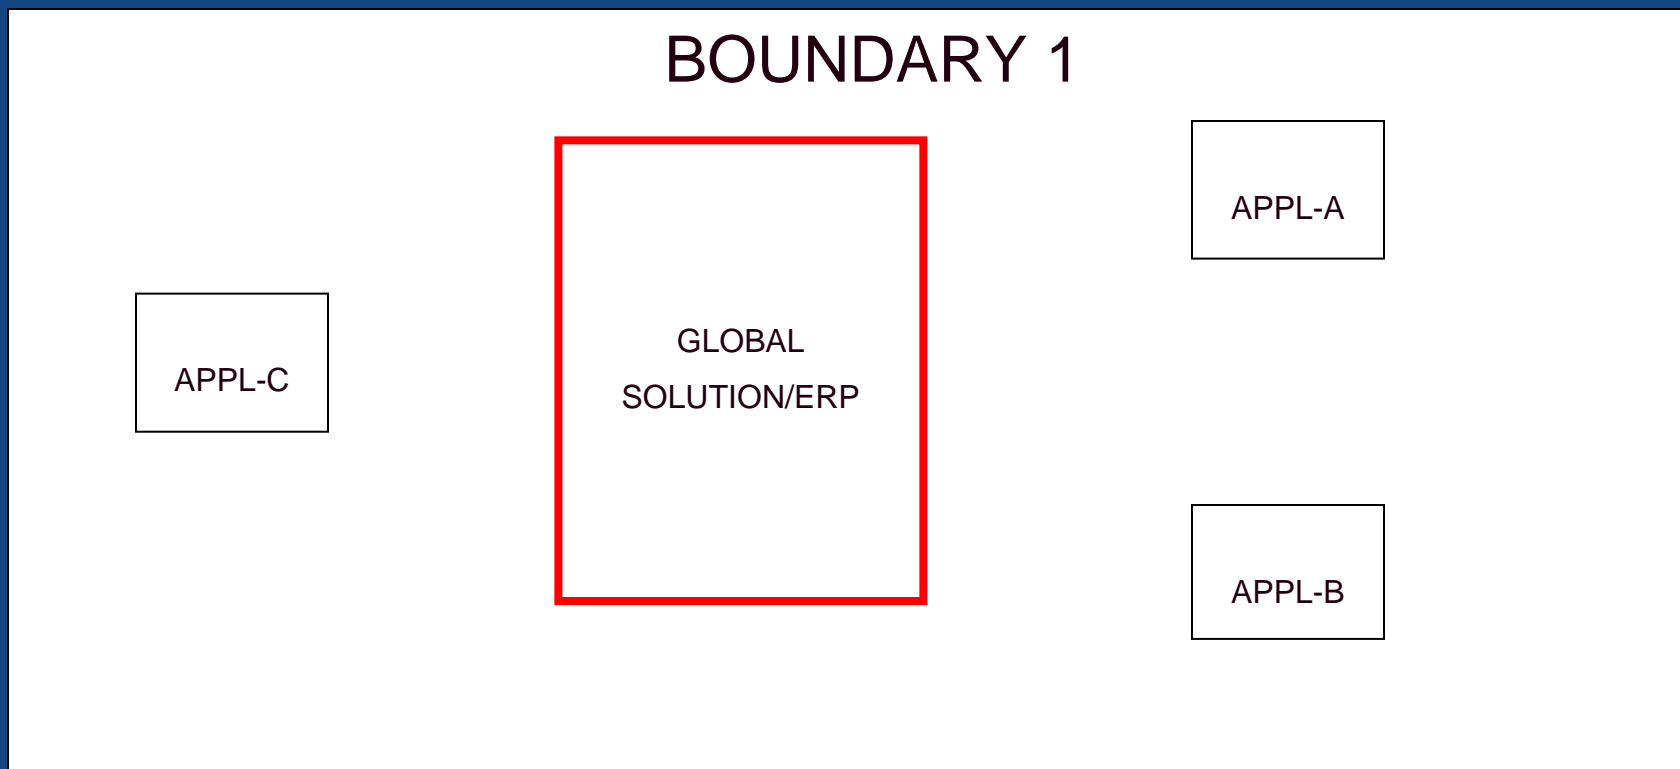 BOUNDARY 1
APPL-A
GLOBAL
SOLUTION/ERP
APPL-C
APPL-B